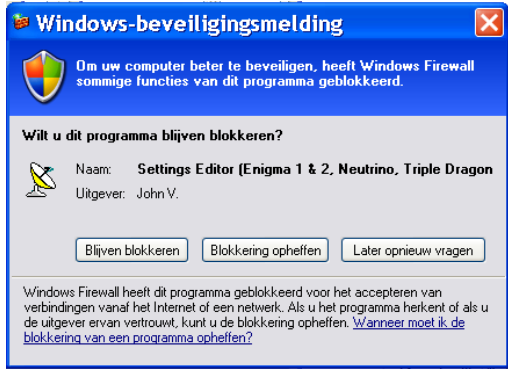 Windows-beveiligingsmelding
Om uw computer beter te beveiligen, heeft Windows Firewall
sommige functies van dit programma geblokkeerd.
Wilt u dit programma blijven blokkeren?
Naam: Settings Editor (Enigma 1 & 2, Neutrino, Triple Dragon
Uitgever: John V.
Blijven blokkeren Blokkering opheffen Later opnieuw vragen
Windows Firewall heeft dit programma geblokkeerd voor het accepteren van
verbindingen vanaf het Internet of een netwerk. Als u het programma herkent of als u
de uitgever ervan vertrouwt, kunt u de blokkering opheffen. Wanneer moet ik de
blokkering van een programma opheffen?